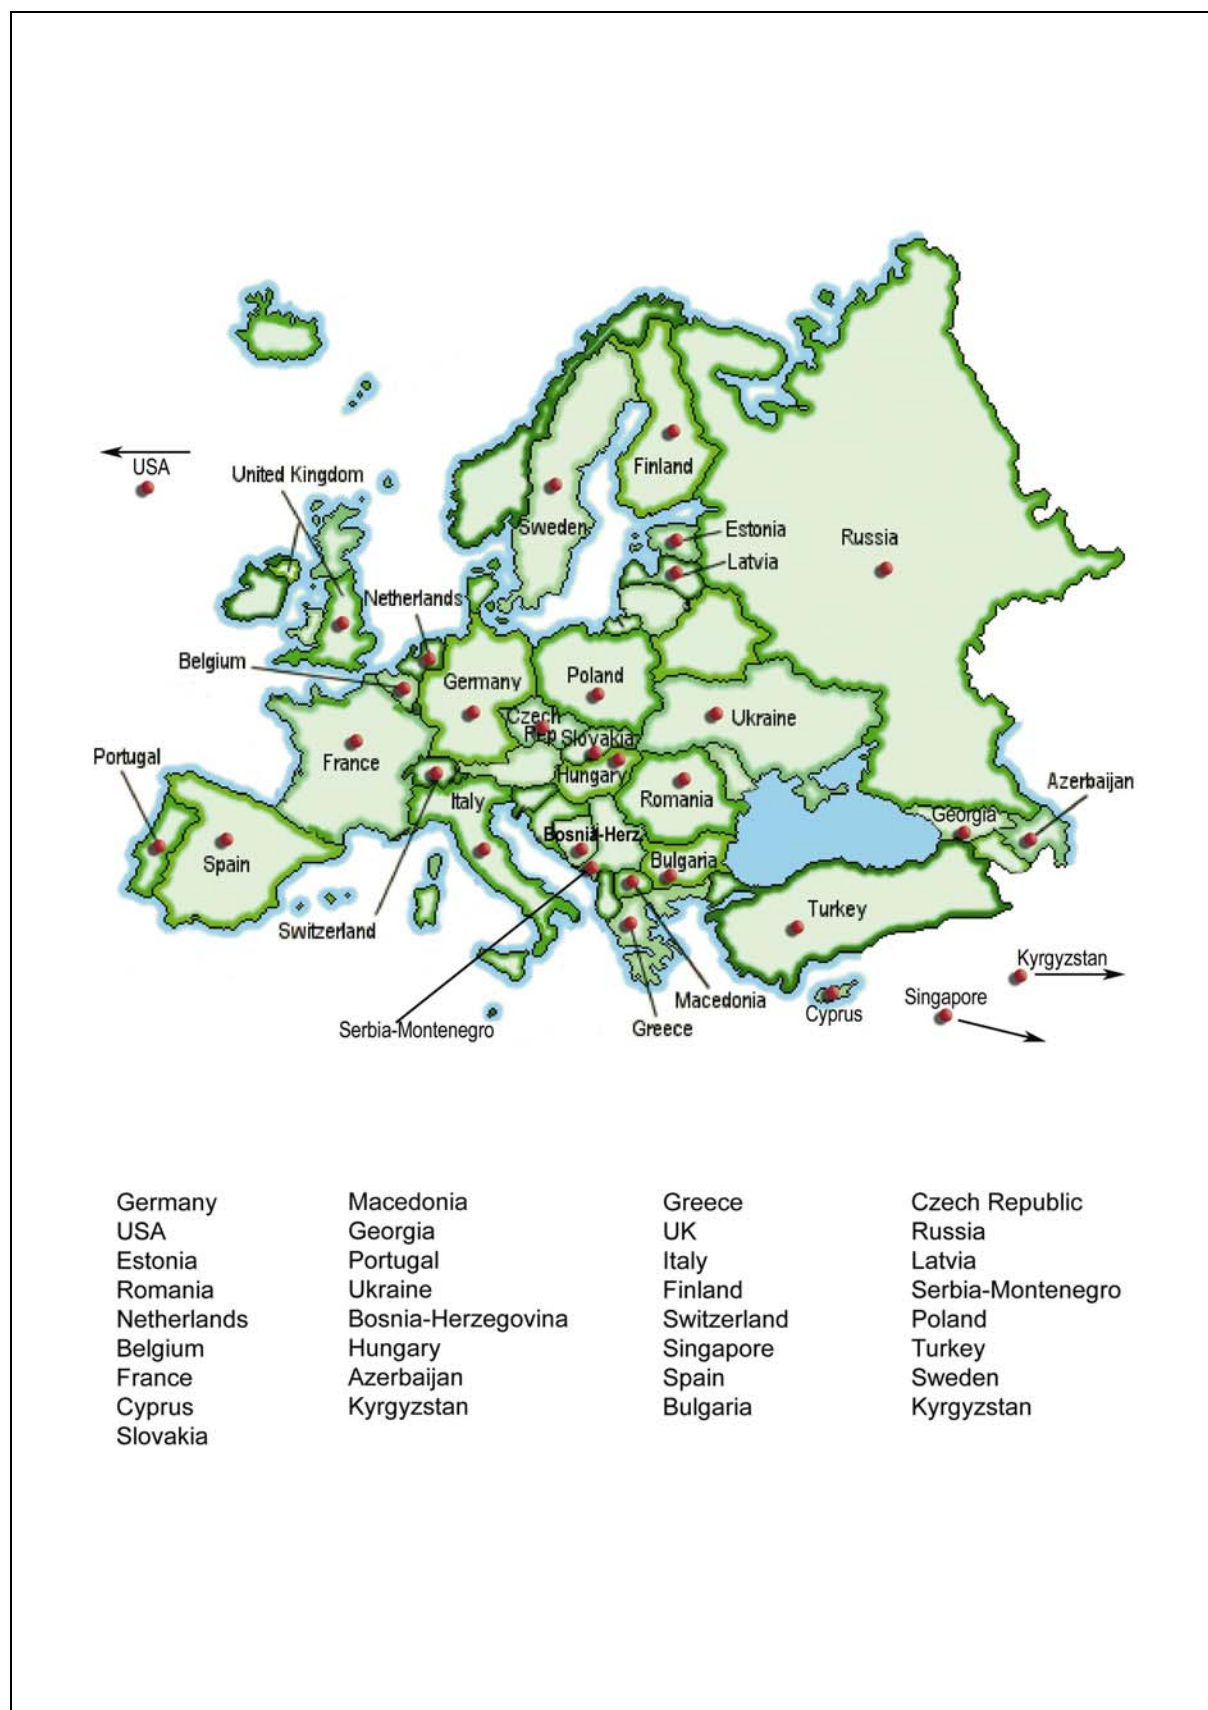 USA
United Kingdom
Finland
Sweden
Estonia
Russia
Latvia
Netherlands
Belgium
Germany
Poland
Czech
Rep
Ukraine
Slovakia
Portugal
France
Hungary
Azerbaijan
Italy
Romania
Georgia
Bosnia-Herz.
Spain
Bulgaria
Turkey
Switzerland
Kyrgyzstan
Macedonia
Singapore
Cyprus
Serbia-Montenegro
Greece
Germany Macedonia Greece Czech Republic
USA Georgia UK Russia
Estonia Portugal Italy Latvia
Romania Ukraine Finland Serbia-Montenegro
Netherlands Bosnia-Herzegovina Switzerland Poland
Belgium Hungary Singapore Turkey
France Azerbaijan Spain Sweden
Cyprus Kyrgyzstan Bulgaria Kyrgyzstan
Slovakia